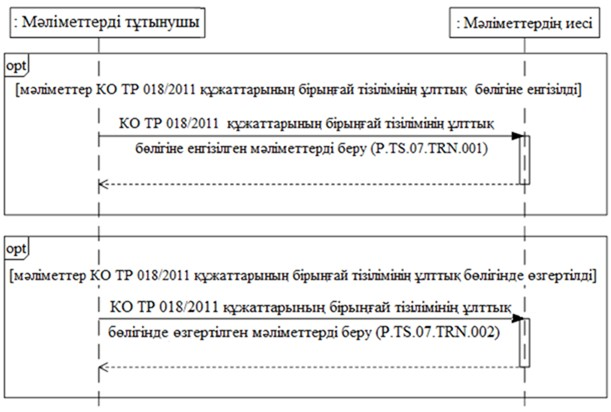 : Мәліметтерді тұтынушы
: Мәліметтердің иесі
opt
[мәліметтер КО ТР 018/2011 құжаттарының бірыңғай тізілімінің ұлттық бөлігіне енгізілді]
КО ТР 018/2011 құжаттарының бірыңғай тізілімінің ұлттық
бөлігіне енгізілген мәліметтерді беру (P.TS.07.TRN.001)
opt
[мәліметтер КО ТР 018/2011 құжаттарының бірыңғай тізілімінің ұлттық бөлігінде өзгертілді]
КО ТР 018/2011 құжаттарының бірыңғай тізілімінің ұлттық
бөлігінде өзгертілген мәліметтерді беру (P.TS.07.TRN.002)